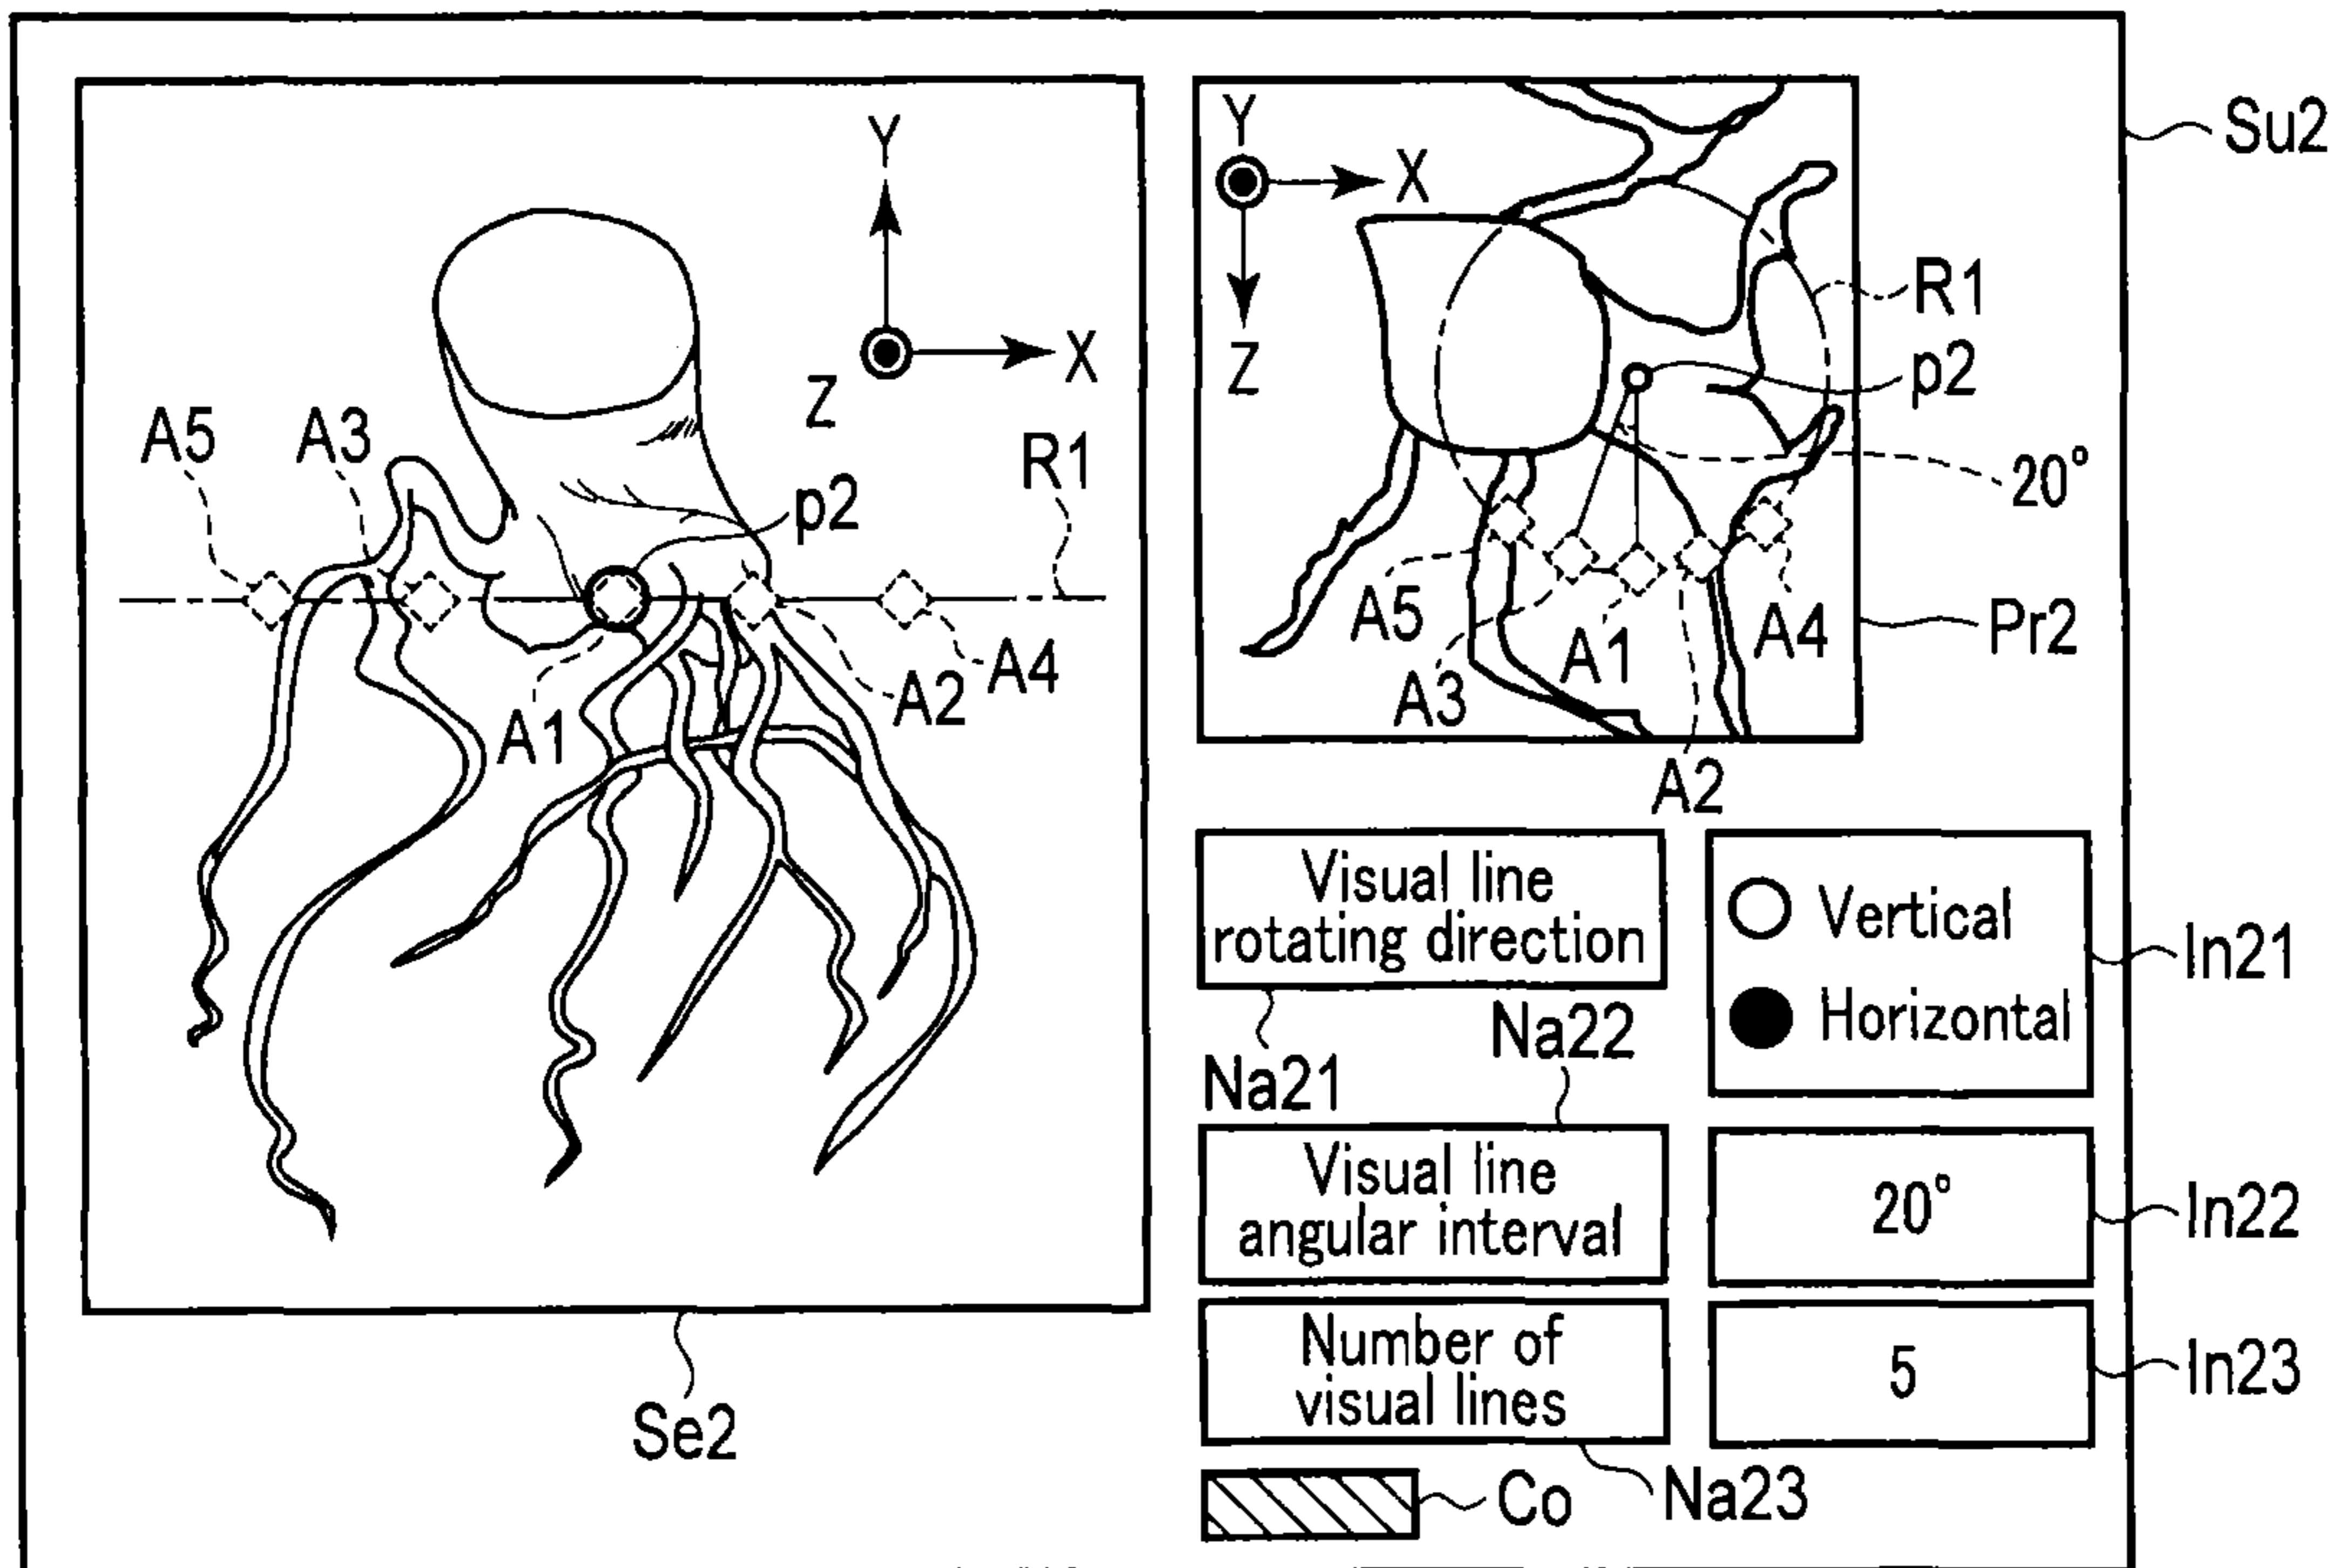 Su2
Y
X
Z
A5
A3
p2
R1
A1
A2
A4
Se2
Y
X
Z
R1
p2
20°
A5
A3
A1
A4
A2
Pr2
Visual line
rotating direction
Na21
Vertical
Horizontal
In21
Na22
Visual line
angular interval
20°
In22
Number of
visual lines
5
In23
Na23
Co